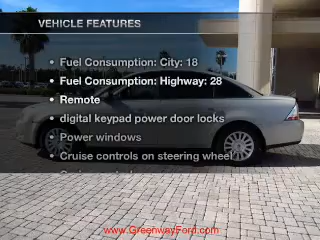 VEHICLE FEATURES
• Fuel Consumption: City: 18
• Fuel Consumption: Highway: 28
• Remote
• digital keypad power door locks
• Power windows
• Cruise controls on steering wheel
www.GreenwayFord.com